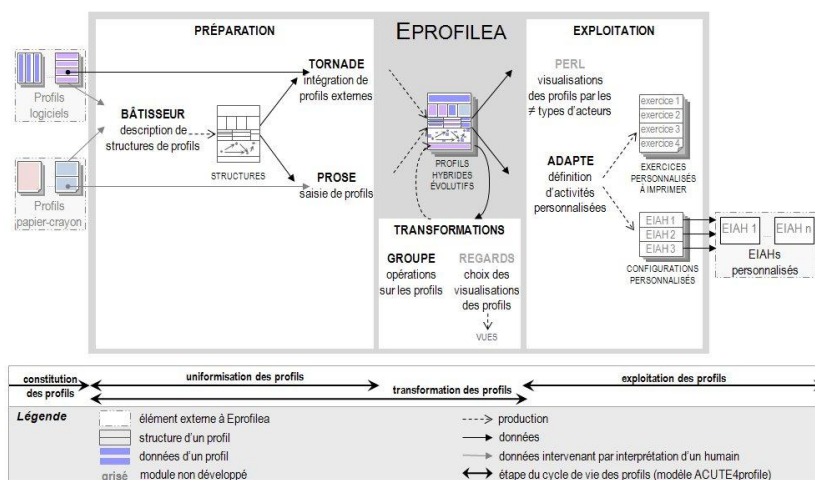 PRÉPARATION
EPROFILEA
EXPLOITATION
Profils
logiciels
Profils
papier-crayon
BÂTISSEUR
description de
structures de profils
STRUCTURES
TORNADE
intégration de
profils externes
PROSE
saisie de profils
PROFILS
HYBRIDES
ÉVOLUTIFS
TRANSFORMATIONS
GROUPE
opérations
sur les profils
REGARDS
choix des
visualisations
des profils
VUES
PERL
visualisations
des profils par les
≠ types d'acteurs
ADAPTE
définition
d'activités
personnalisées
exercice 1
exercice 2
exercice 3
exercice 4
EXERCICES
PERSONNALISÉS
À IMPRIMER
EIAH 1
EIAH 2
EIAH 3
CONFIGURATIONS
PERSONNALISÉS
EIAH 1 ... EIAH n
EIAHs
personnalisés
constitution
des profils
uniformisation des profils
transformation des profils
exploitation des profils
Légende
élément externe à Eprofilea
structure d'un profil
données d'un profil
grisé module non développé
production
données
données intervenant par interprétation d'un humain
étape du cycle de vie des profils (modèle ACUTE4profile)